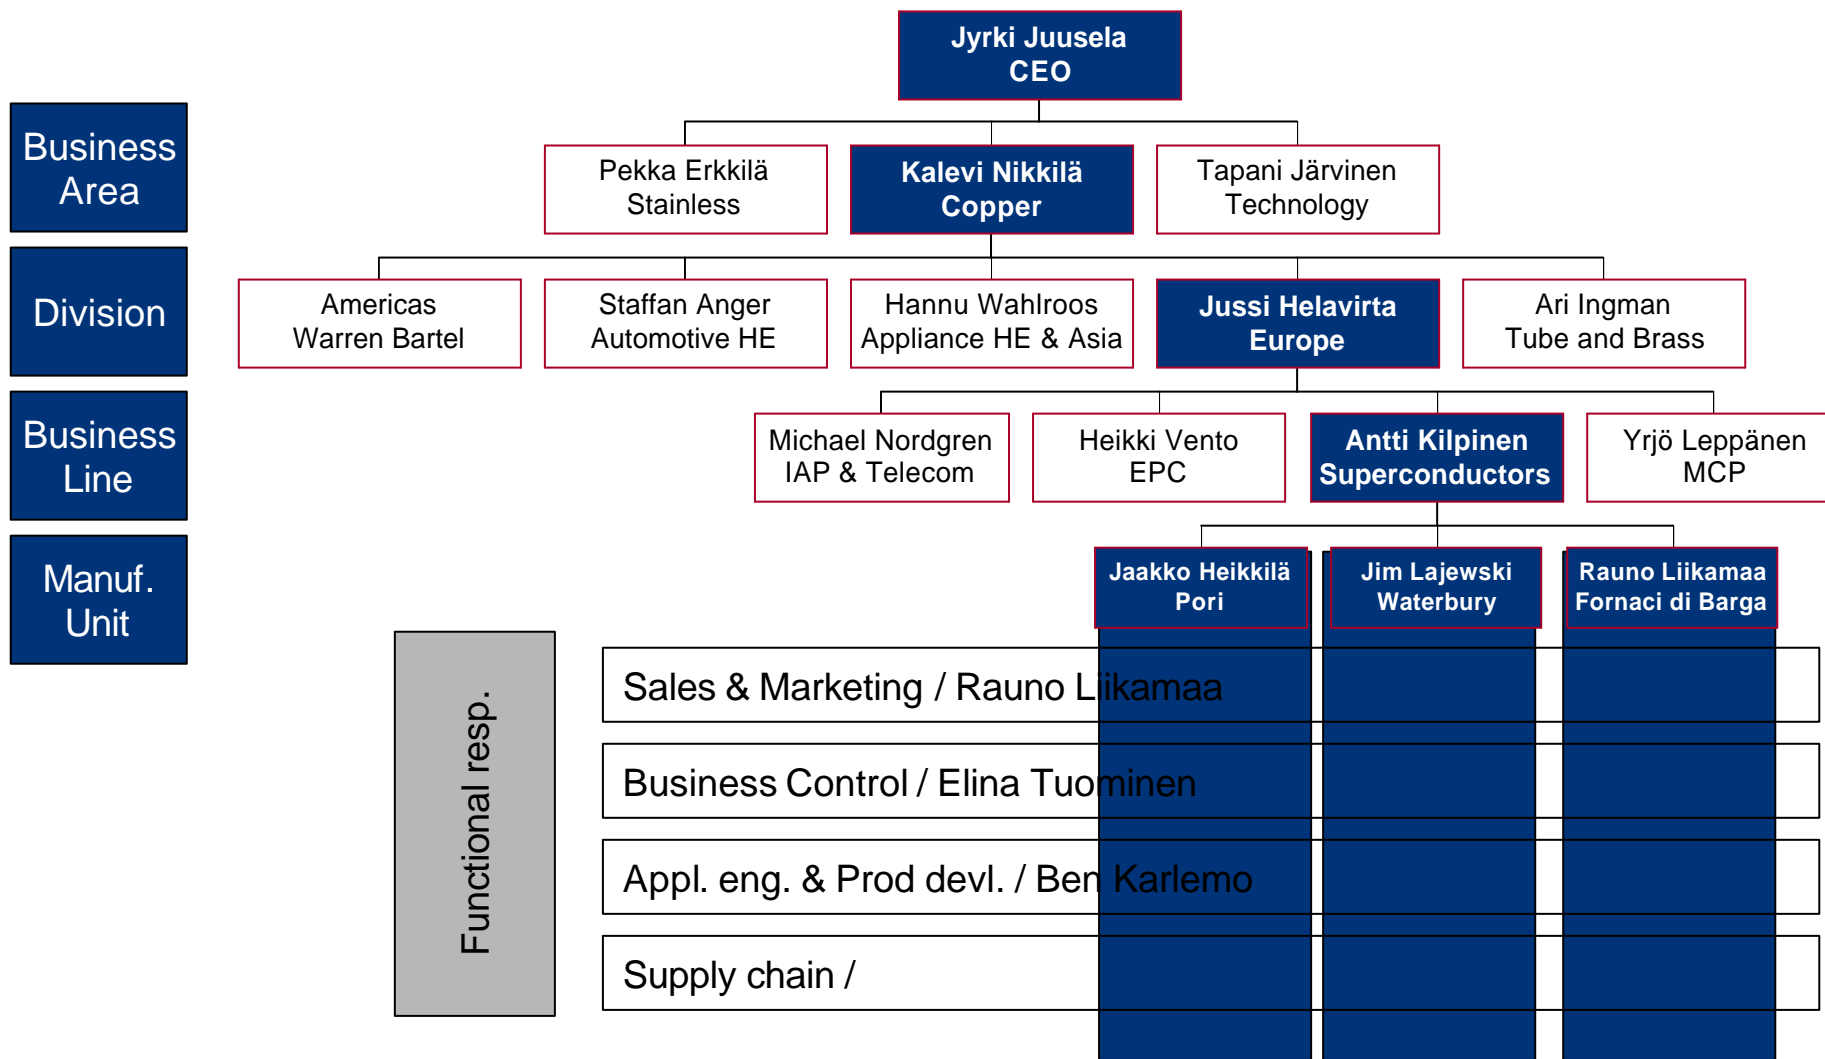 Jyrki Juusela
CEO
Business
Area
Pekka Erkkilä
Stainless
Kalevi Nikkilä
Copper
Tapani Järvinen
Technology
Division
Americas
Warren Bartel
Staffan Anger
Automotive HE
Hannu Wahlroos
Appliance HE & Asia
Jussi Helavirta
Europe
Ari Ingman
Tube and Brass
Business
Line
Michael Nordgren
IAP & Telecom
Heikki Vento
EPC
Antti Kilpinen
Superconductors
Yrjö Leppänen
MCP
Manuf.
Unit
Jaakko Heikkilä
Pori
Jim Lajewski
Waterbury
Rauno Liikamaa
Fornaci di Barga
Functional resp.
Sales & Marketing / Rauno Liikamaa
Business Control / Elina Tuominen
Appl. eng. & Prod devl. / Ben Karlemo
Supply chain /